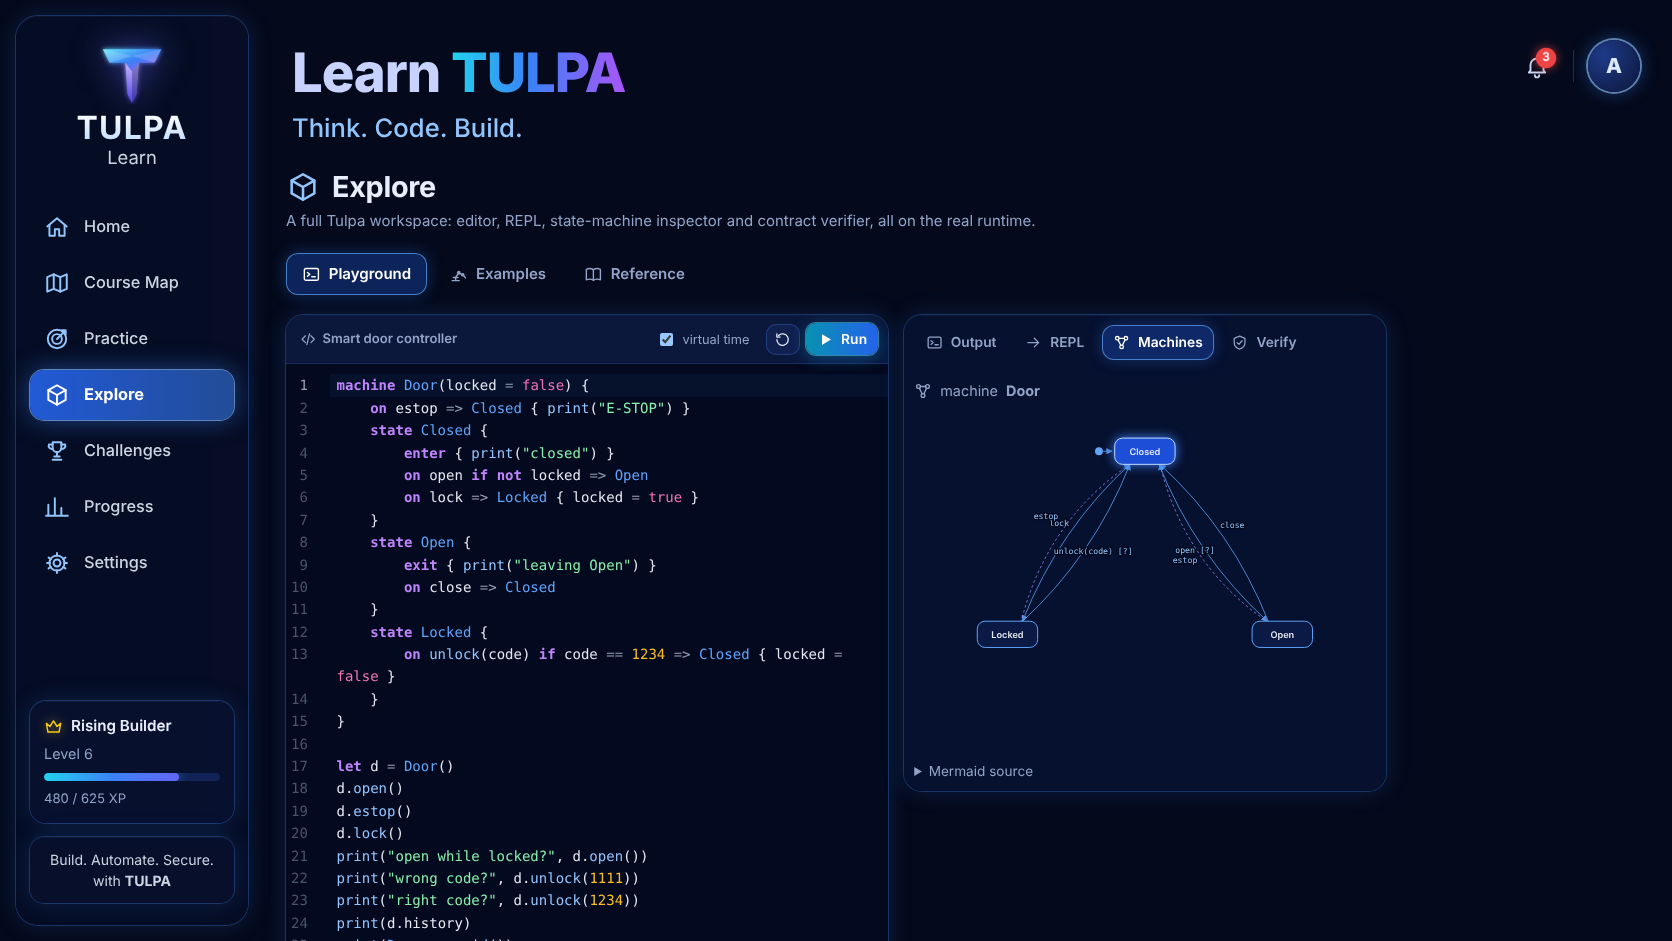 TULPA
Learn
Home
Course Map
Practice
Explore
Challenges
Progress
Settings
Rising Builder
Level 6
480 / 625 XP
Build. Automate. Secure.
with TULPA
Learn TULPA
Think. Code. Build.
3
A
Explore
A full Tulpa workspace: editor, REPL, state-machine inspector and contract verifier, all on the real runtime.
Playground
Examples
Reference
Smart door controller
virtual time
Run
1 machine Door(locked = false) {
2     on estop => Closed { print("E-STOP") }
3     state Closed {
4         enter { print("closed") }
5         on open if not locked => Open
6         on lock => Locked { locked = true }
7     }
8     state Open {
9         exit { print("leaving Open") }
10         on close => Closed
11     }
12     state Locked {
13         on unlock(code) if code == 1234 => Closed { locked =
false }
14     }
15 }
16
17 let d = Door()
18 d.open()
19 d.estop()
20 d.lock()
21 print("open while locked?", d.open())
22 print("wrong code?", d.unlock(1111))
23 print("right code?", d.unlock(1234))
24 print(d.history)
Output
REPL
Machines
Verify
machine Door
Closed
estop
lock
close
unlock(code) [?]
open [?]
estop
Locked
Open
Mermaid source